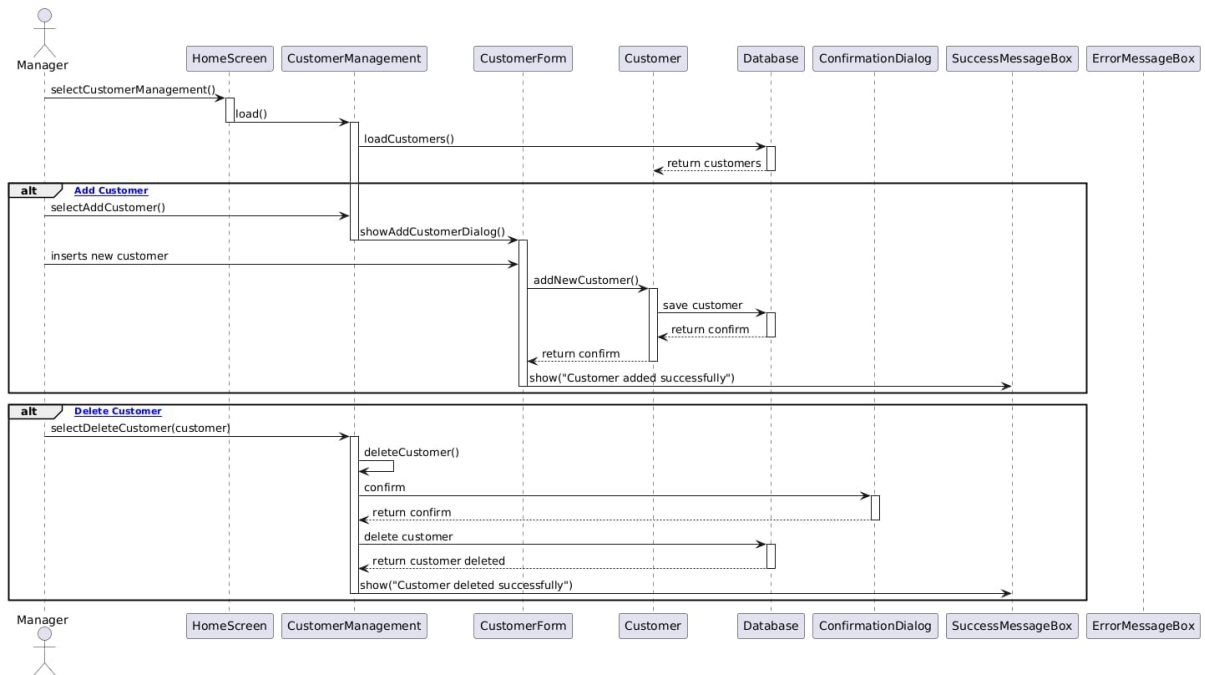 Manager
HomeScreen
CustomerManagement
CustomerForm
Customer
Database
ConfirmationDialog
SuccessMessageBox
ErrorMessageBox
selectCustomerManagement()
load()
loadCustomers()
return customers
alt
Add Customer
selectAddCustomer()
showAddCustomerDialog()
inserts new customer
addNewCustomer()
save customer
return confirm
return confirm
show("Customer added successfully")
alt
Delete Customer
selectDeleteCustomer(customer)
deleteCustomer()
confirm
return confirm
delete customer
return customer deleted
show("Customer deleted successfully")
Manager
HomeScreen
CustomerManagement
CustomerForm
Customer
Database
ConfirmationDialog
SuccessMessageBox
ErrorMessageBox